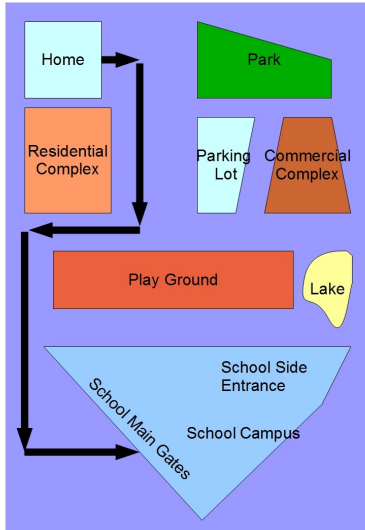 Home
Park
Residential
Complex
Parking
Lot
Commercial
Complex
Play Ground
Lake
School Side
Entrance
School Main Gates
School Campus